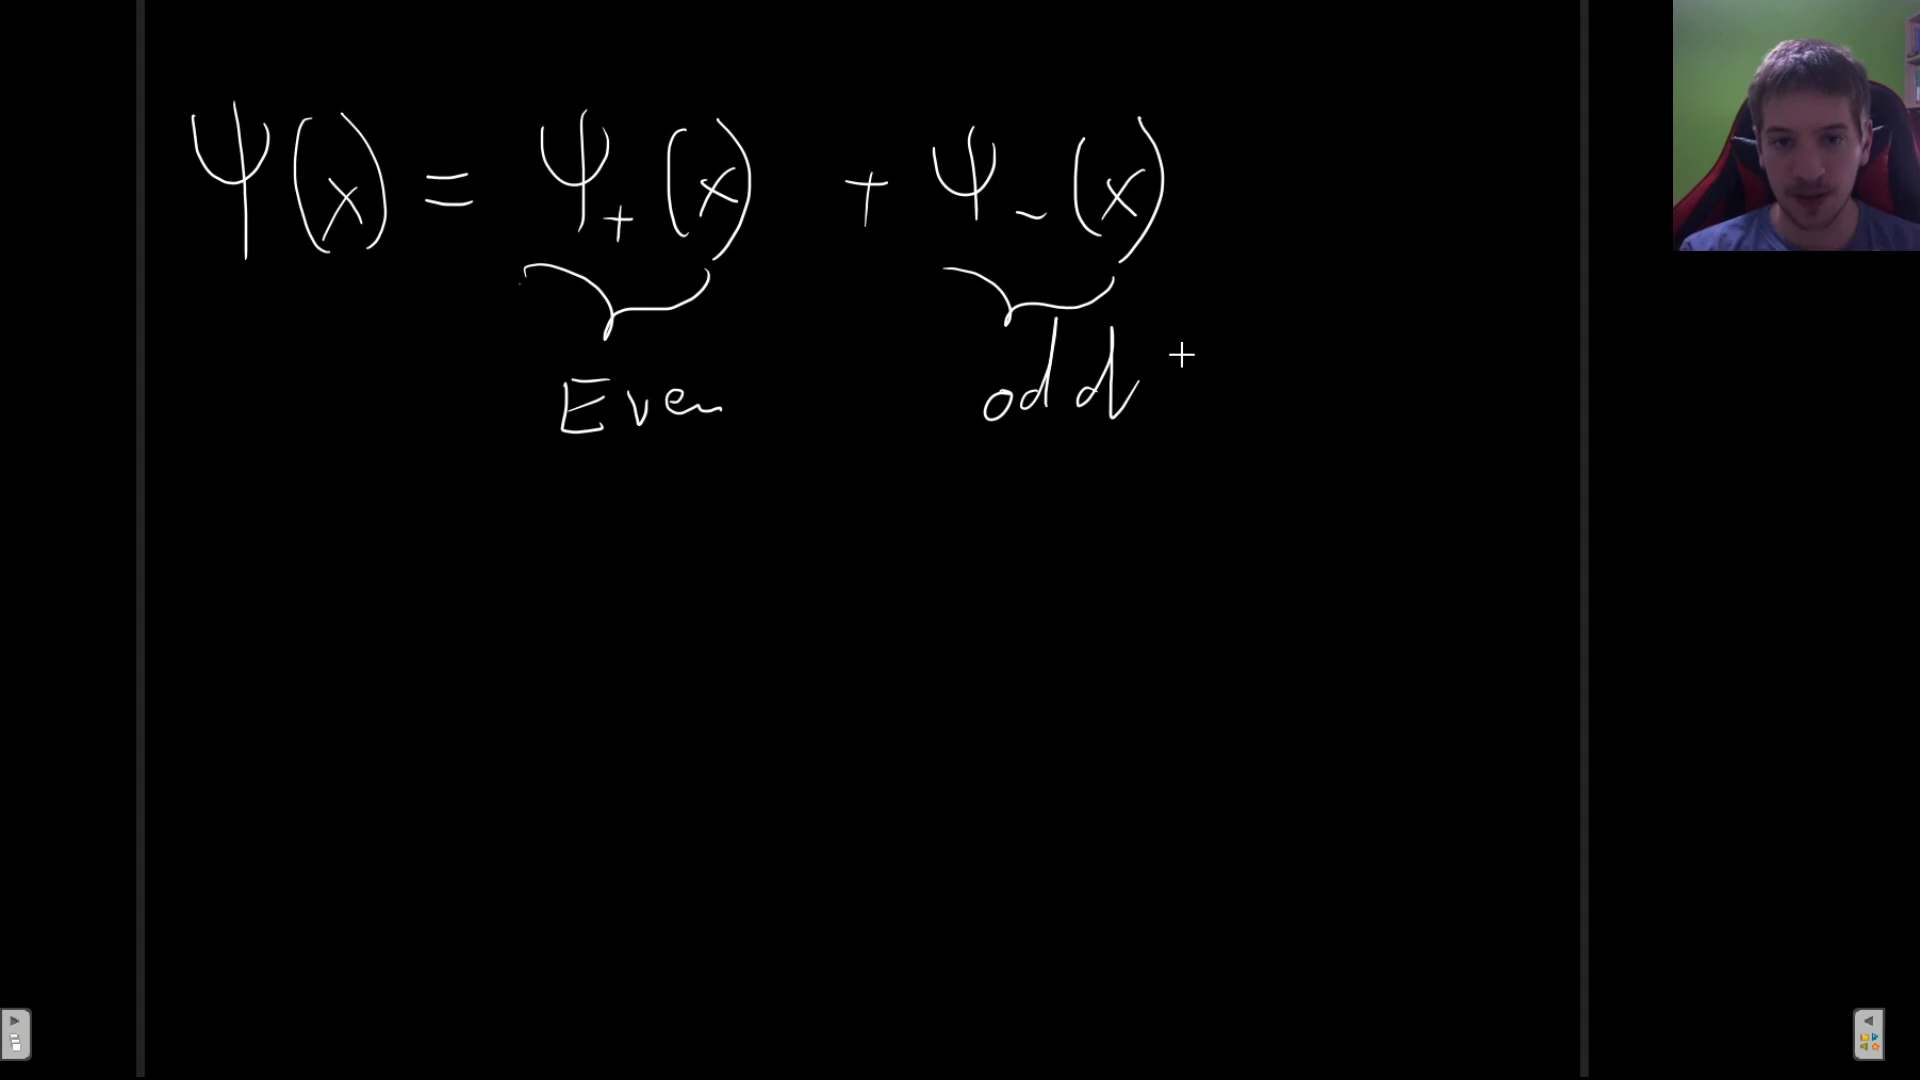 Ψ(x) = Ψ₊(x) + Ψ₋(x)
Even odd